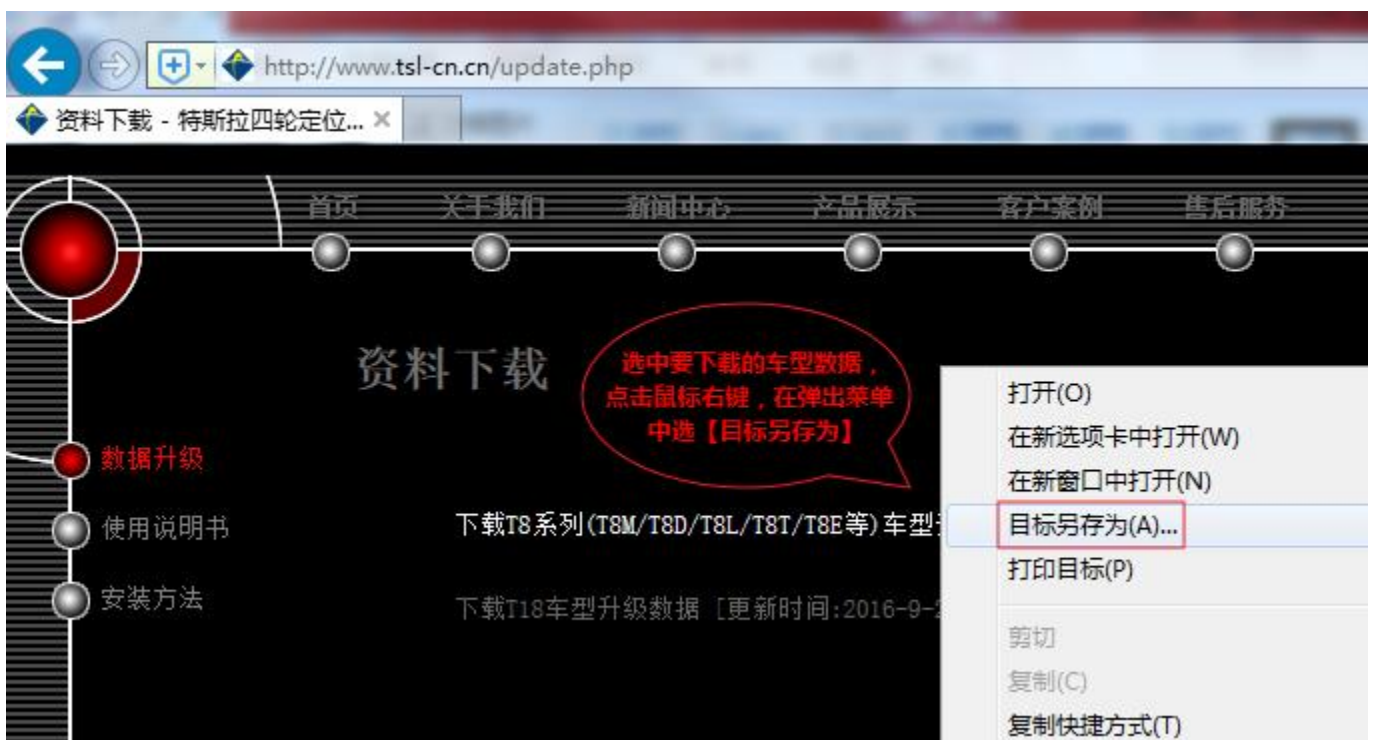 http://www.tsl-cn.cn/update.php
资料下载 - 特斯拉四轮定位...
首页 关于我们 新闻中心 产品展示 客户案例 售后服务
资料下载
选中要下载的车型数据，
点击鼠标右键，在弹出菜单
中选【目标另存为】
数据升级
使用说明书
安装方法
下载T8系列(T8M/T8D/T8L/T8T/T8E等)车型
下载T18车型升级数据 [更新时间:2016-9-2
打开(O)
在新选项卡中打开(W)
在新窗口中打开(N)
目标另存为(A)...
打印目标(P)
剪切
复制(C)
复制快捷方式(T)